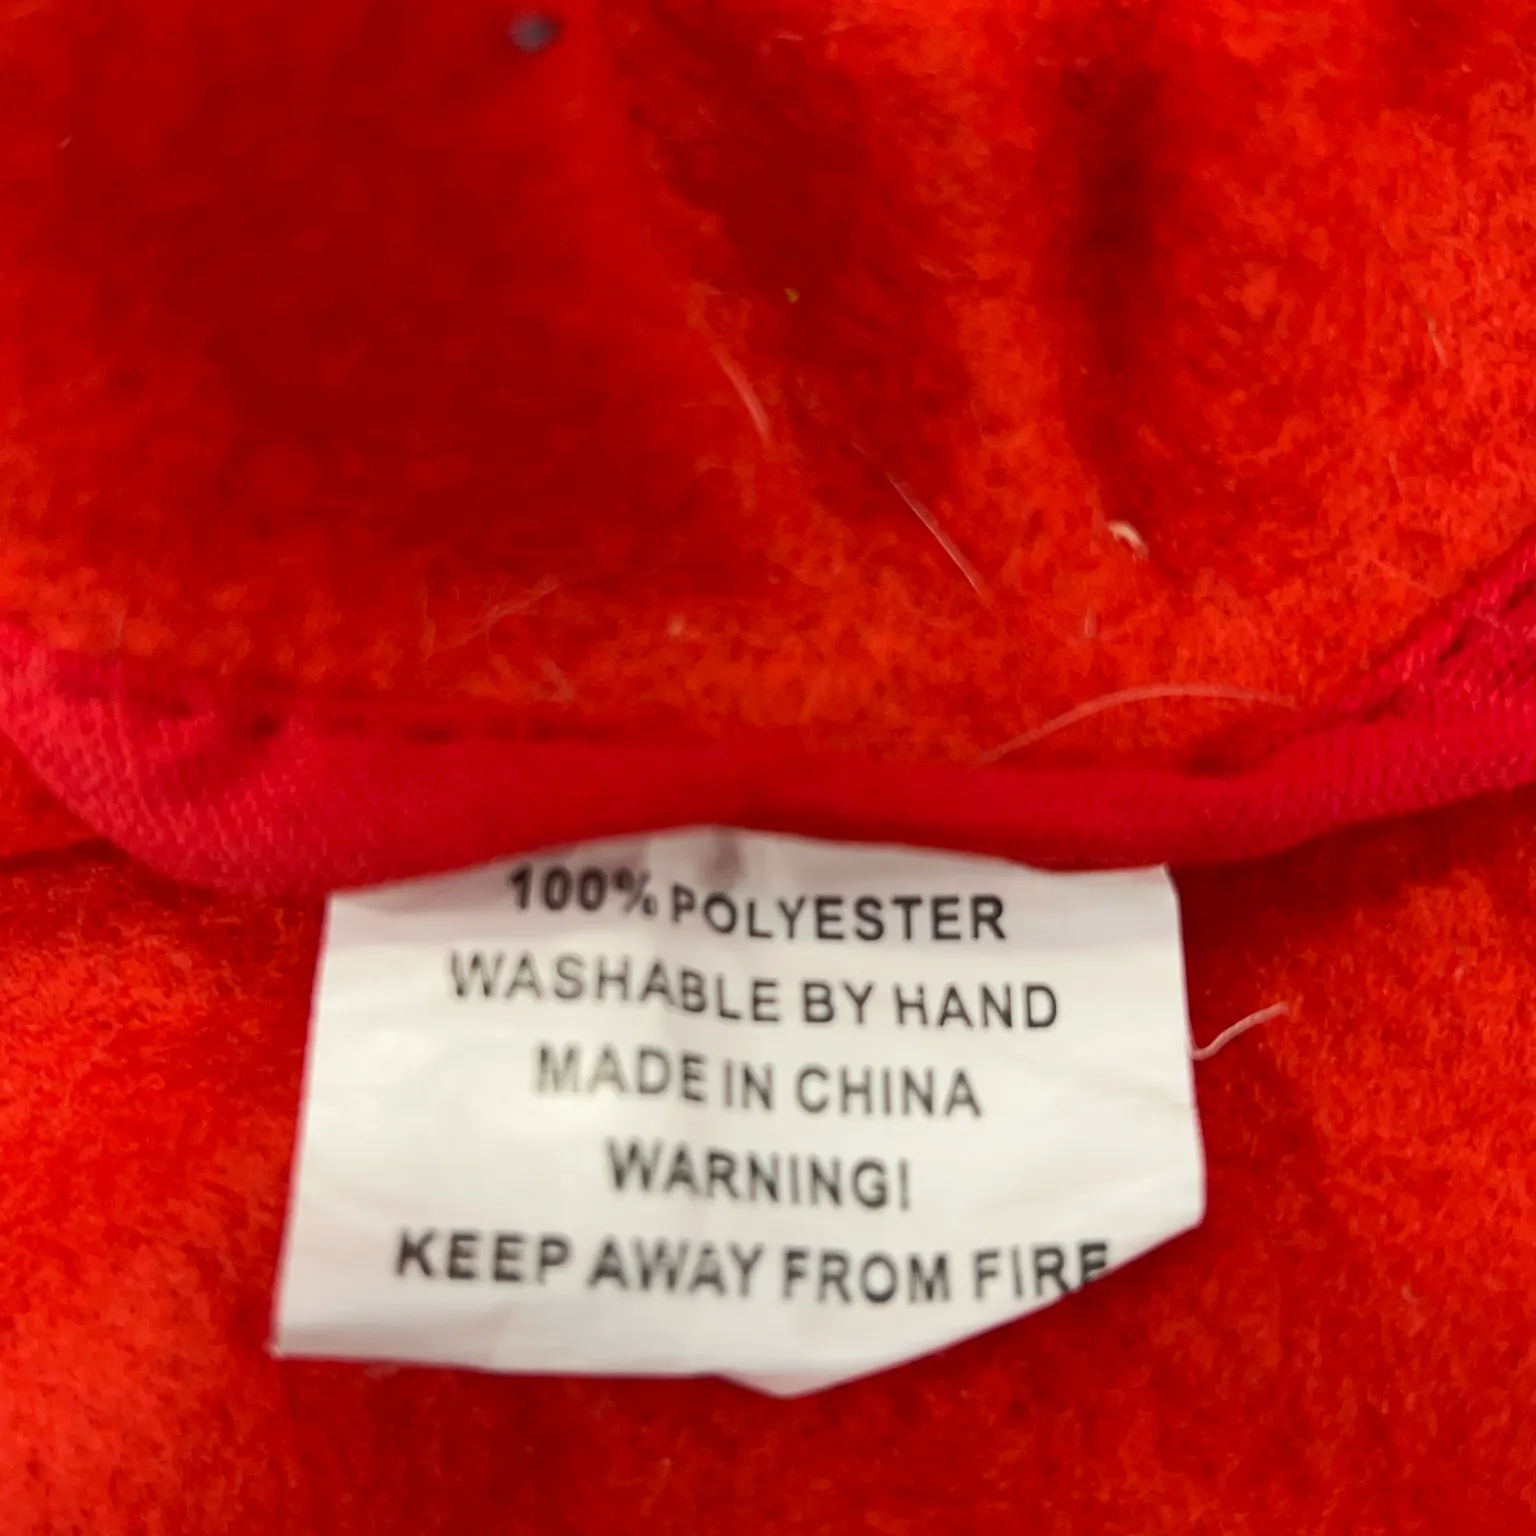 100% POLYESTER
WASHABLE BY HAND
MADE IN CHINA
WARNING!
KEEP AWAY FROM FIRE